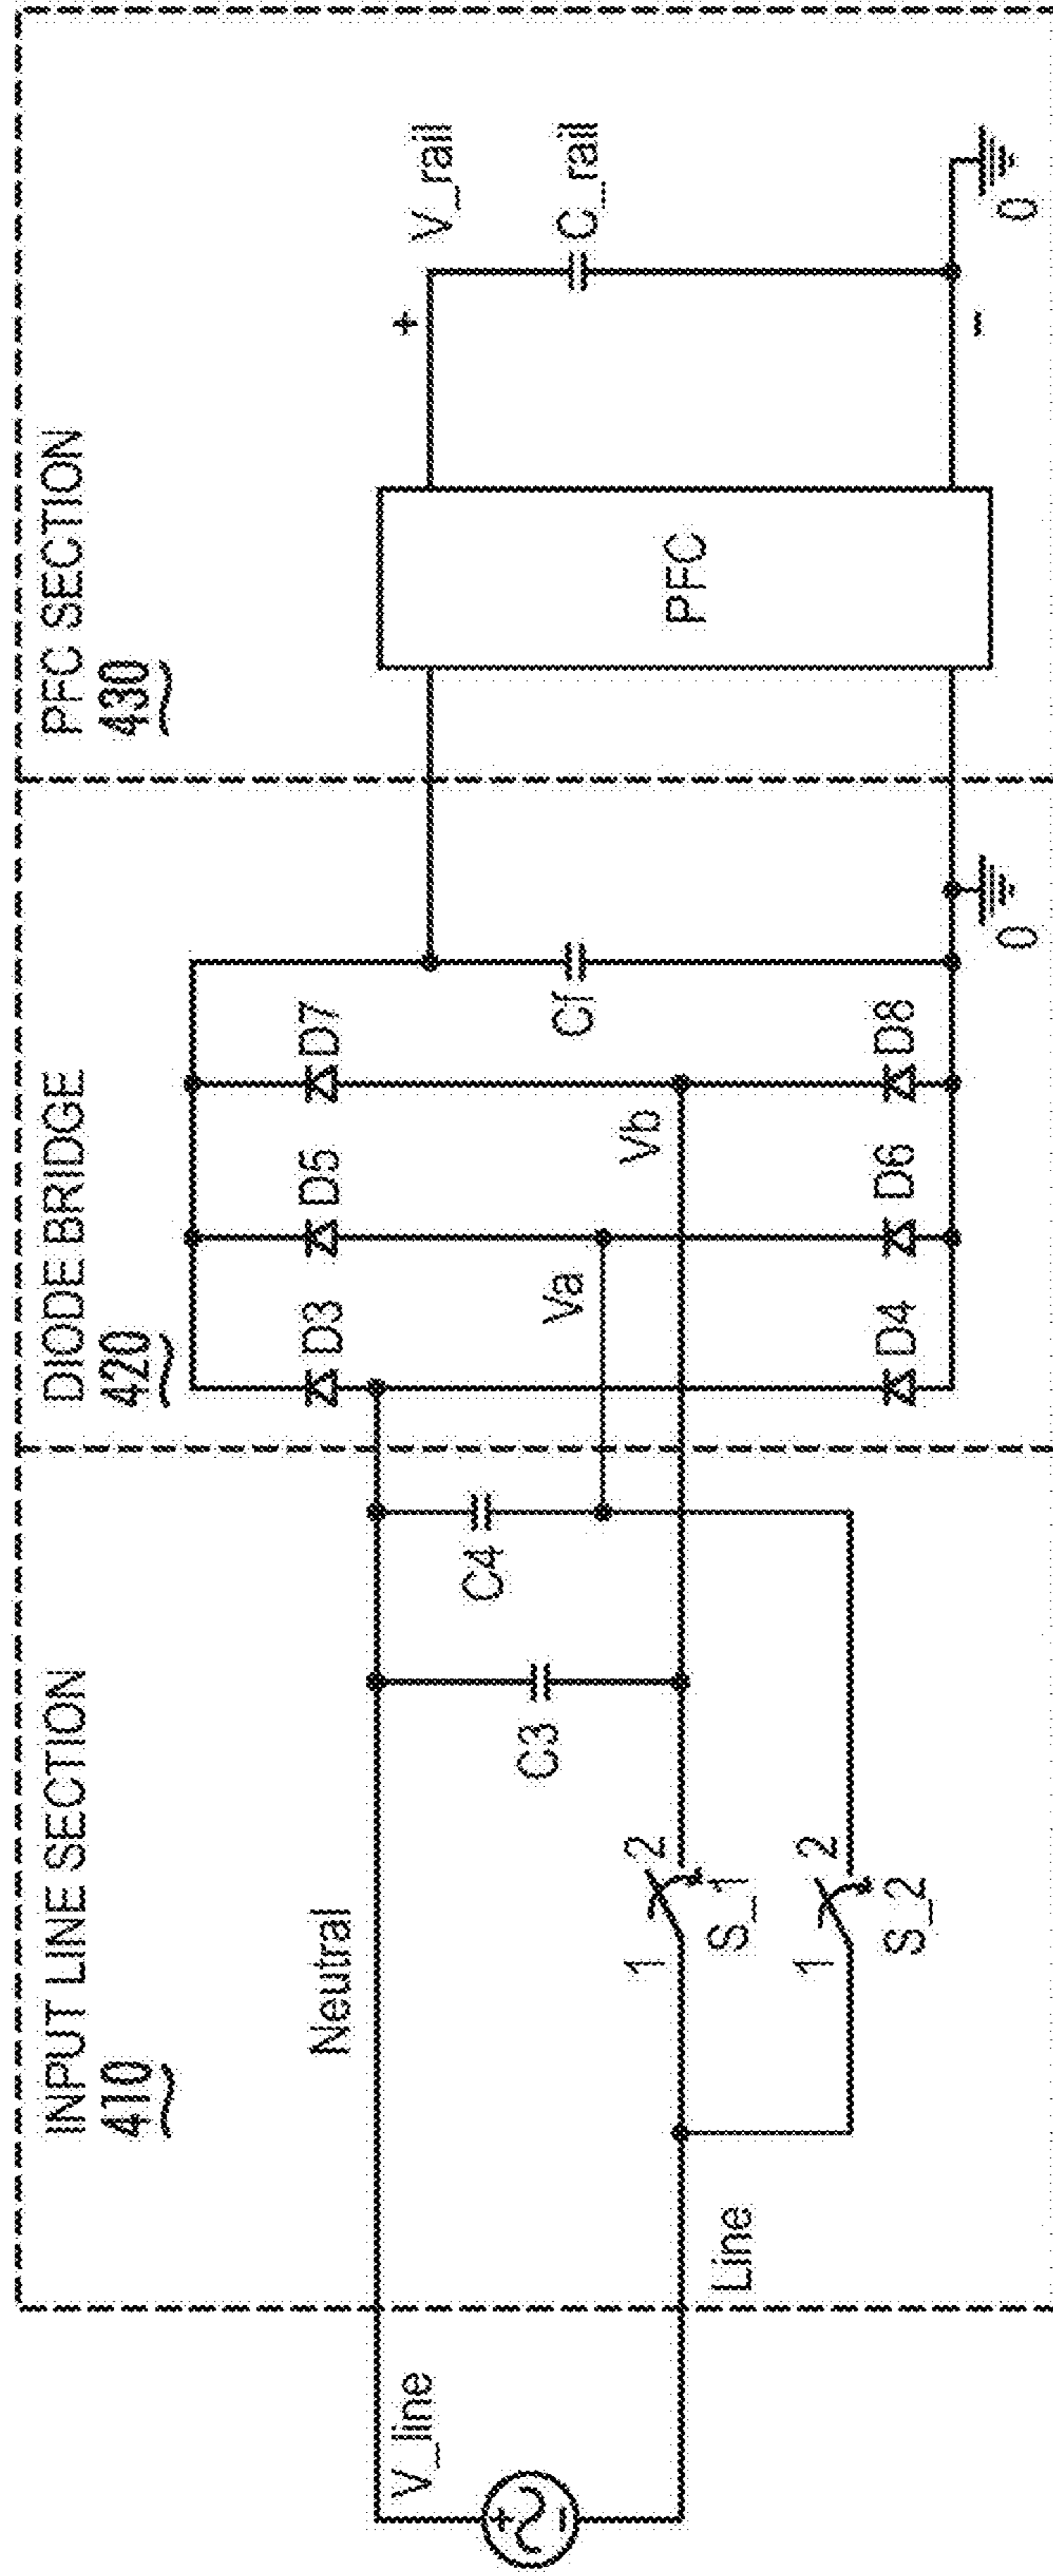 INPUT LINE SECTION
410
DIODE BRIDGE
420
PFC SECTION
430
V_line
+
-
Neutral
Line
1
2
S_1
1
2
S_2
C3
C4
Va
Vb
D3
D5
D7
D4
D6
D8
Cf
0
PFC
+
V_rail
C_rail
-
0